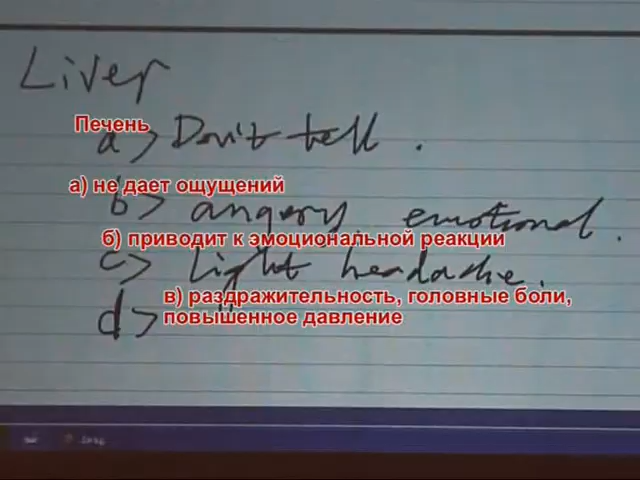 Liver
Печень
a> Don't tell.
а) не дает ощущений
b> angery. emotional.
б) приводит к эмоциональной реакции
c> light headache.
в) раздражительность, головные боли,
d>
повышенное давление